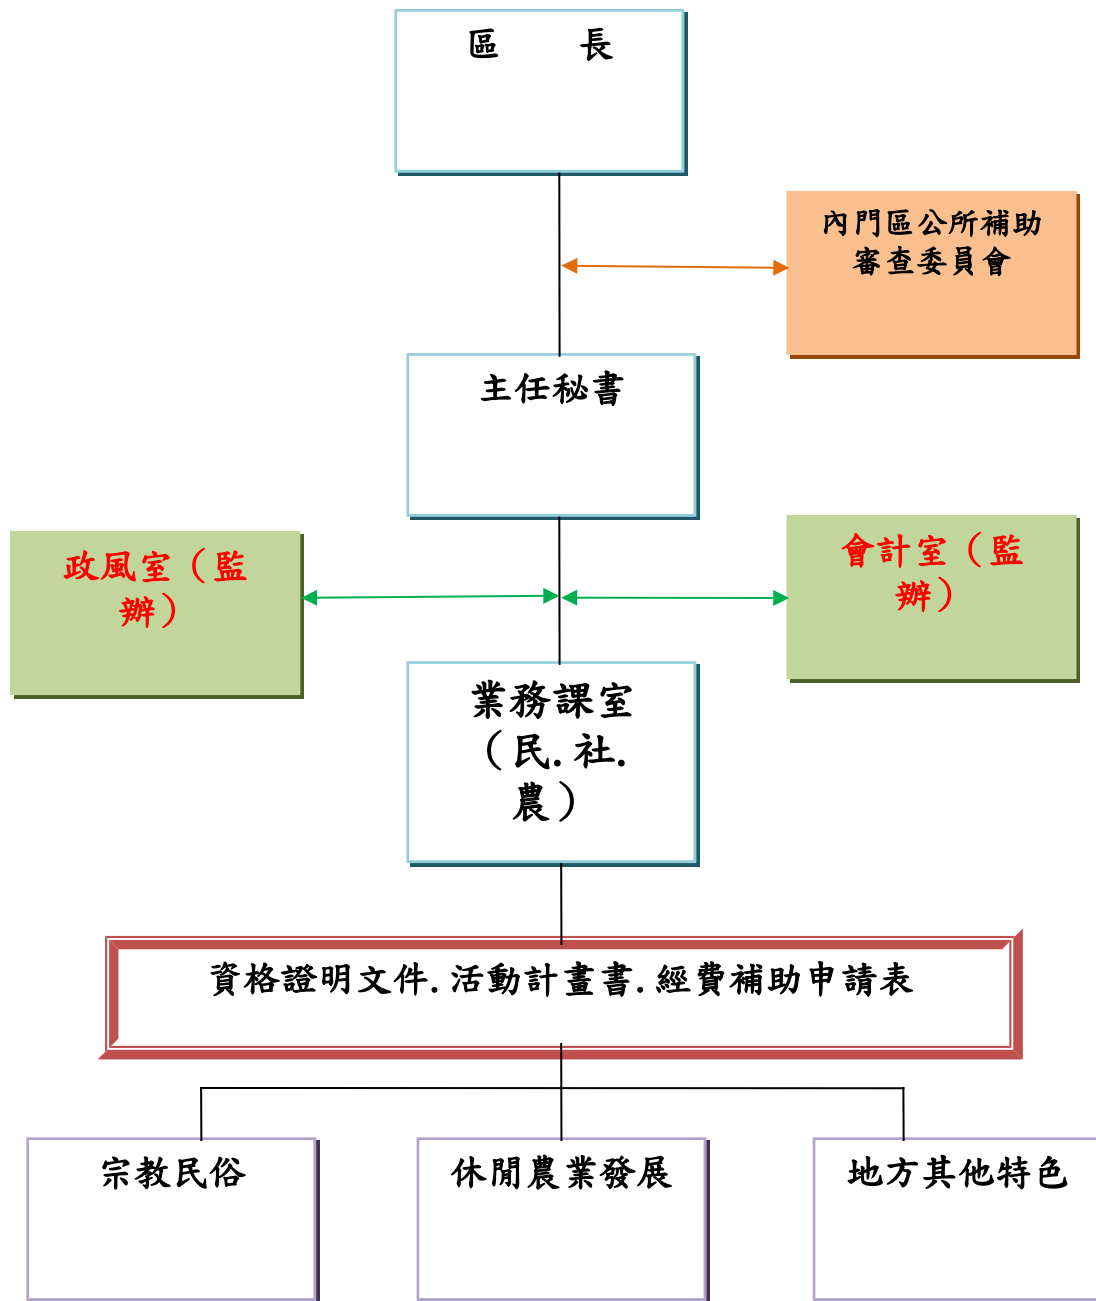 區　　長
內門區公所補助
審查委員會
主任秘書
政風室（監
辦）
會計室（監
辦）
業務課室
（民.社.
農）
資格證明文件.活動計畫書.經費補助申請表
宗教民俗
休閒農業發展
地方其他特色